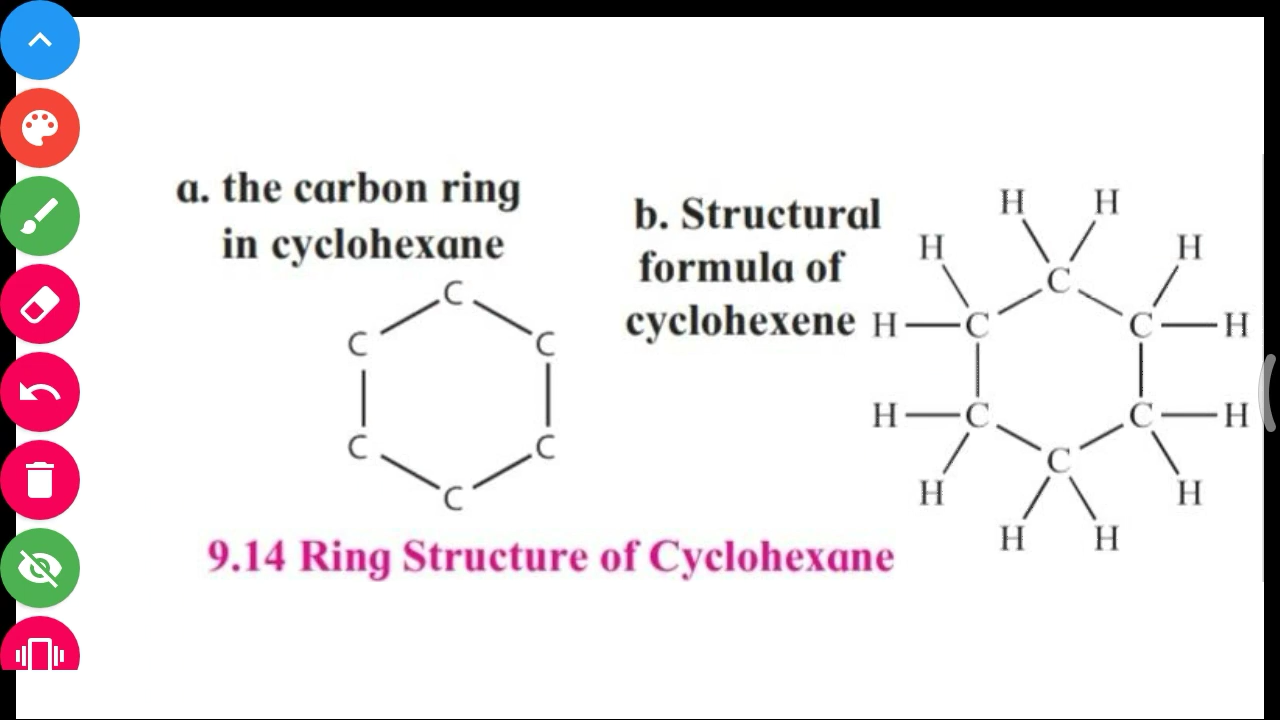 a. the carbon ring
in cyclohexane
C
C C
C C
C
b. Structural
formula of
cyclohexene
H H
H H
C
H C C H
H C C H
C
H H
H H
9.14 Ring Structure of Cyclohexane